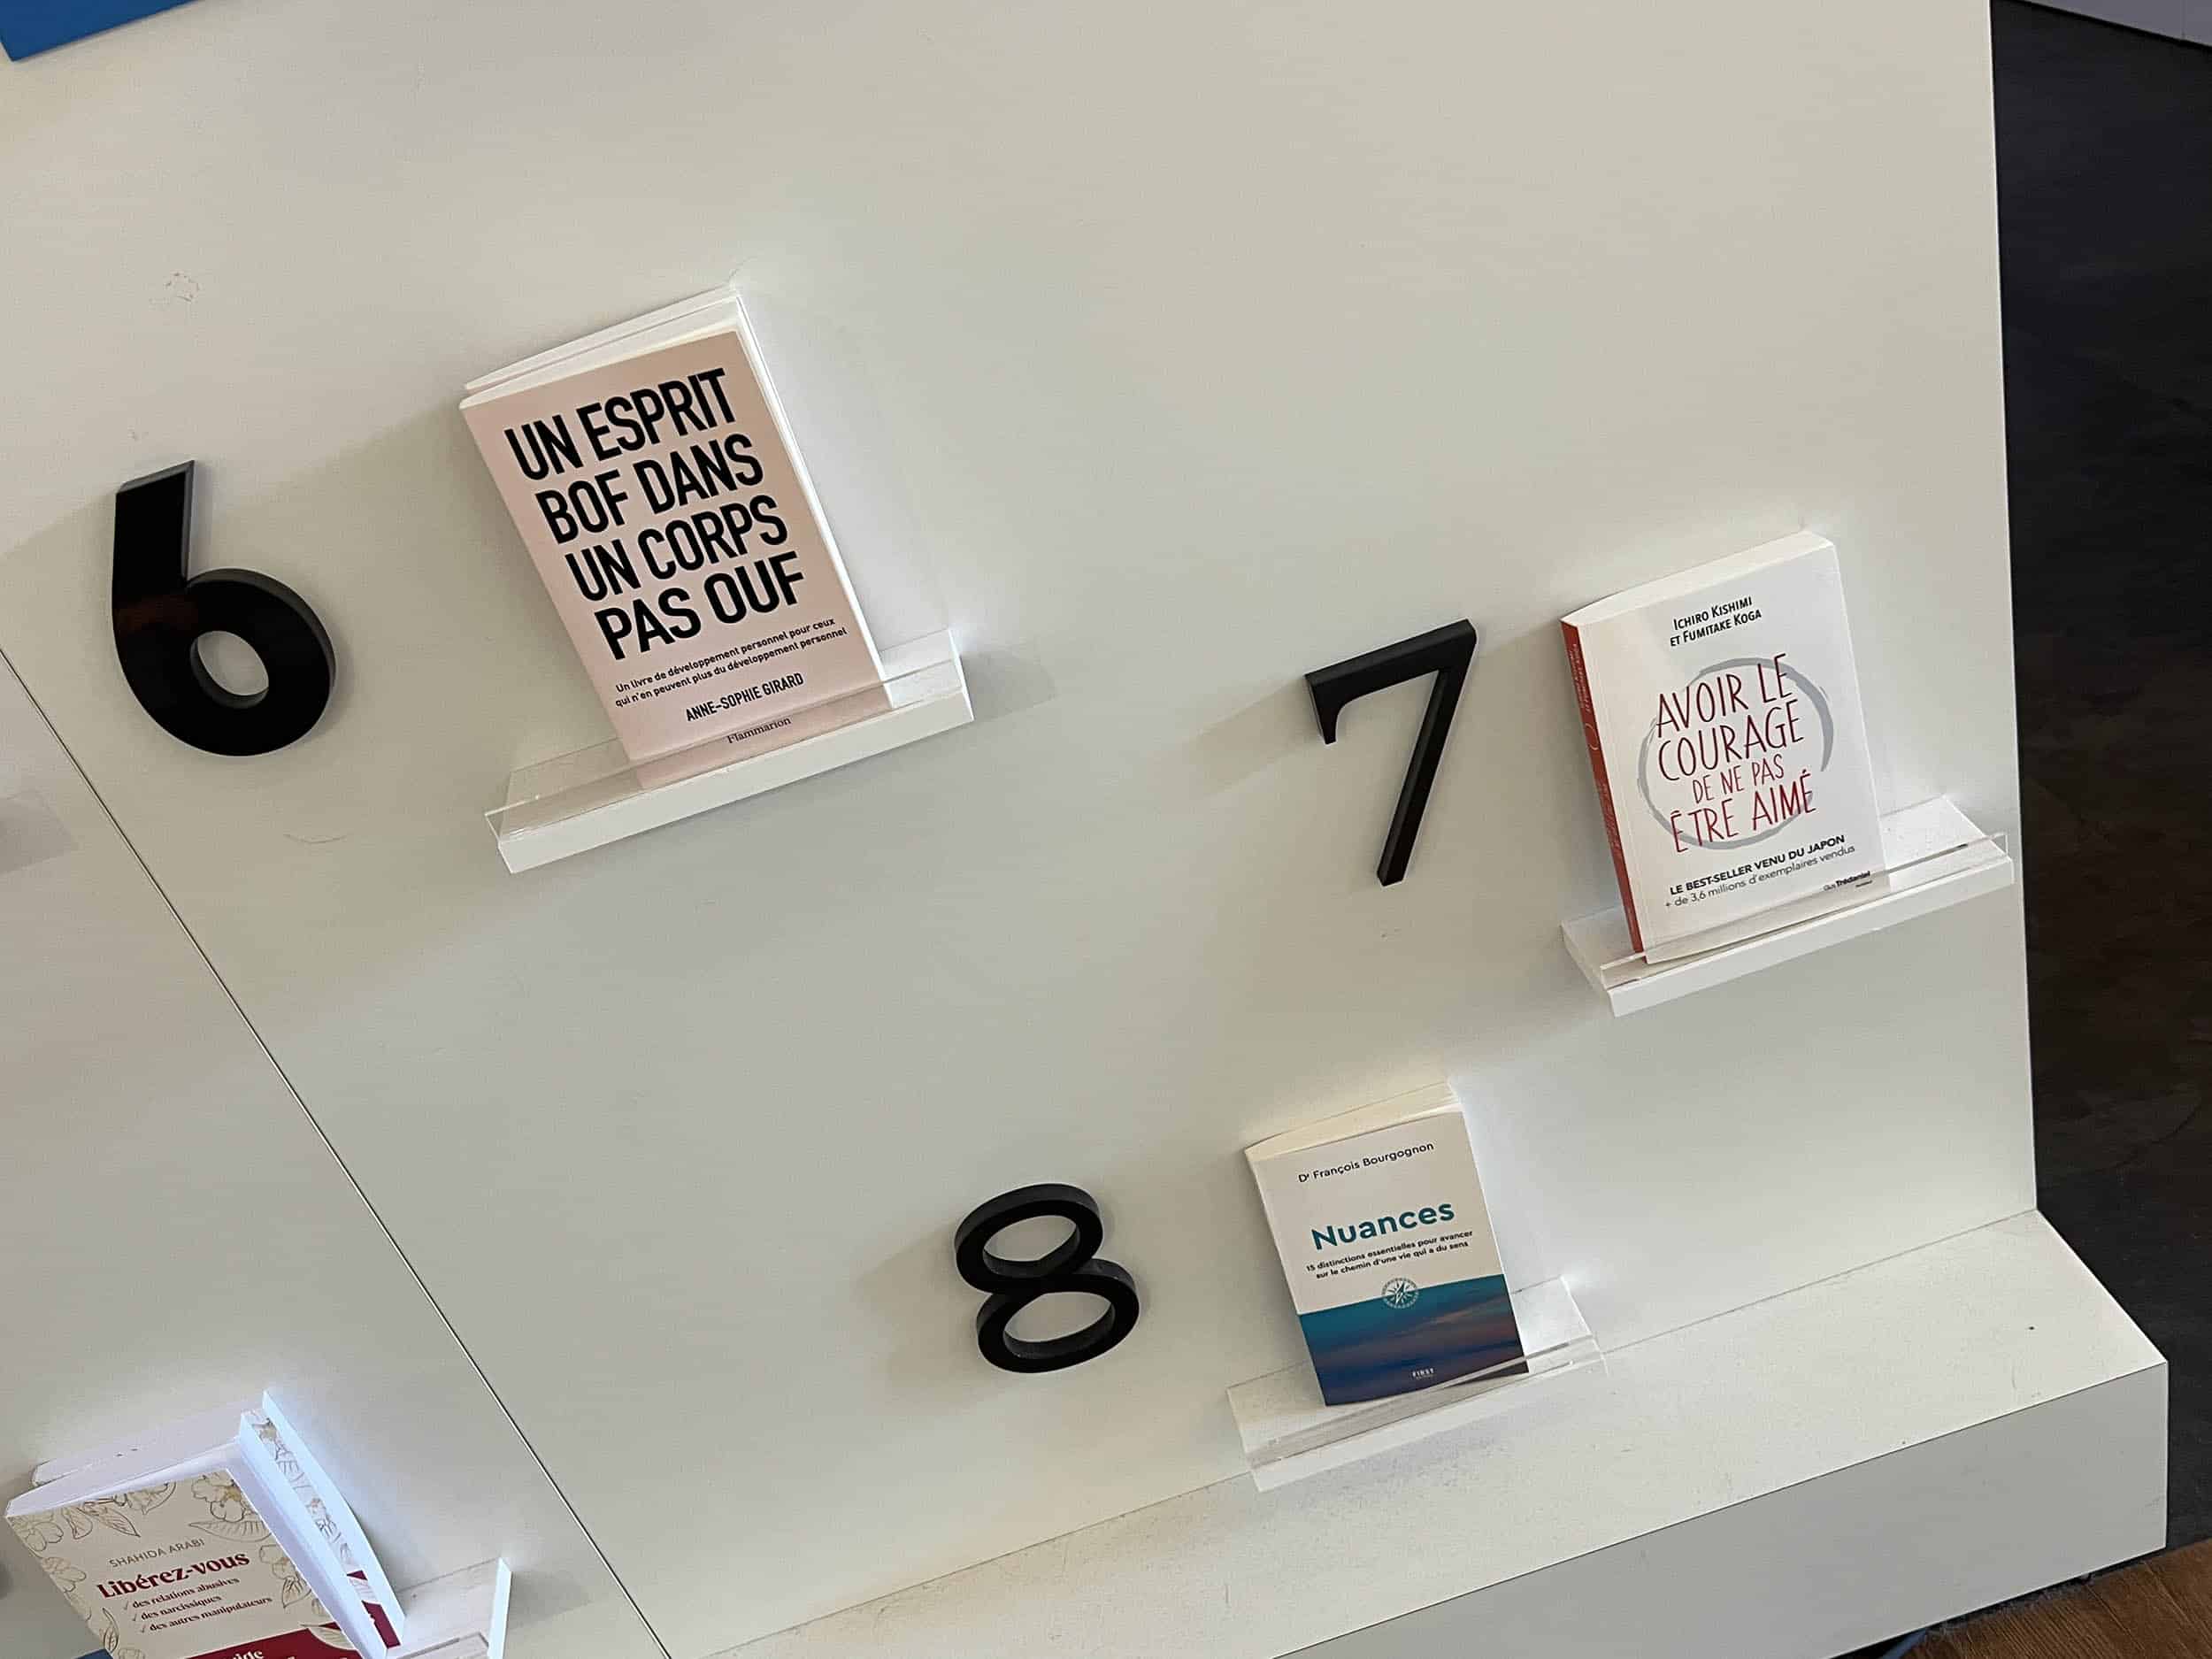 6
UN ESPRIT
BOF DANS
UN CORPS
PAS OUF
Un livre de développement personnel pour ceux
qui n'en peuvent plus du développement personnel
ANNE-SOPHIE GIRARD
Flammarion
7
ICHIRO KISHIMI
ET FUMITAKE KOGA
AVOIR LE
COURAGE
DE NE PAS
ÊTRE AIMÉ
LE BEST-SELLER VENU DU JAPON
+ de 3,6 millions d'exemplaires vendus
Guy Trédaniel
8
Dr François Bourgognon
Nuances
15 distinctions essentielles pour avancer
sur le chemin d'une vie qui a du sens
FIRST
SHAHIDA ARABI
Libérez-vous
✓ des relations abusives
✓ des narcissiques
✓ des autres manipulateurs